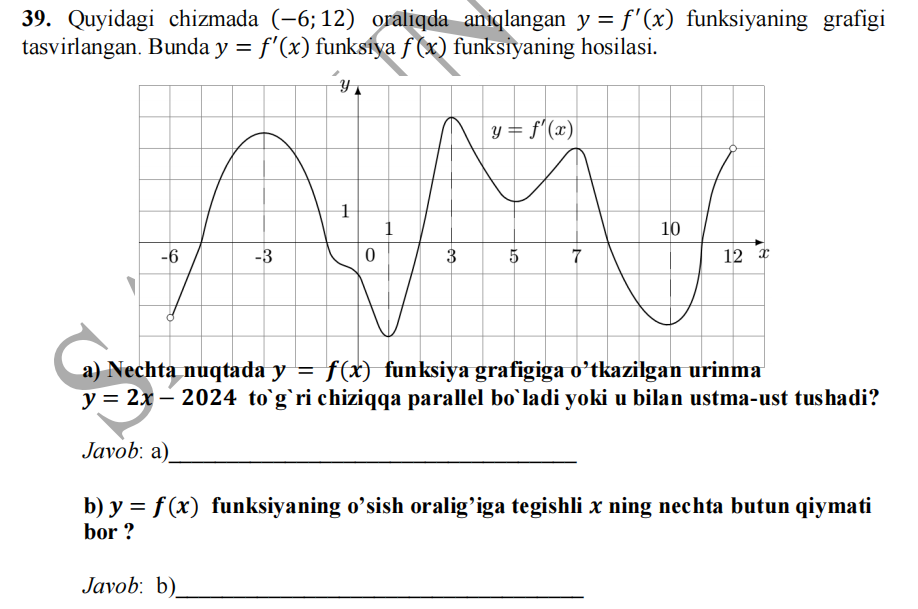 39. Quyidagi chizmada (−6; 12) oraliqda aniqlangan y = f′(x) funksiyaning grafigi
tasvirlangan. Bunda y = f′(x) funksiya f(x) funksiyaning hosilasi.
y
y = f′(x)
1
1
10
-6
-3
0
3
5
7
12
x
a) Nechta nuqtada y = f(x) funksiya grafigiga o’tkazilgan urinma
y = 2x − 2024 to`g`ri chiziqqa parallel bo`ladi yoki u bilan ustma-ust tushadi?
Javob: a)
b) y = f(x) funksiyaning o’sish oralig’iga tegishli x ning nechta butun qiymati
bor ?
Javob: b)